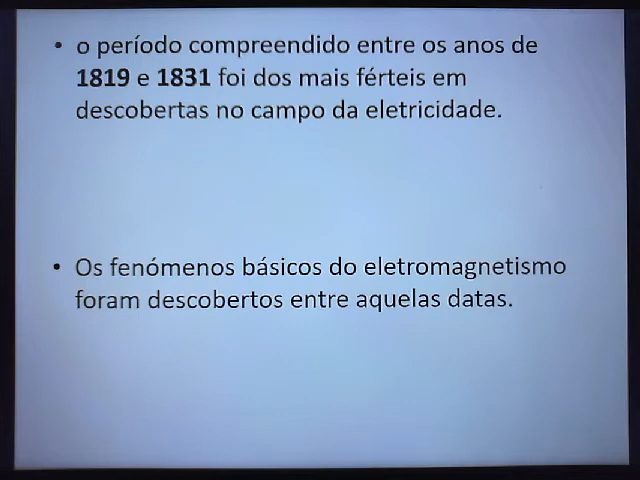 • o período compreendido entre os anos de
1819 e 1831 foi dos mais férteis em
descobertas no campo da eletricidade.
• Os fenómenos básicos do eletromagnetismo
foram descobertos entre aquelas datas.